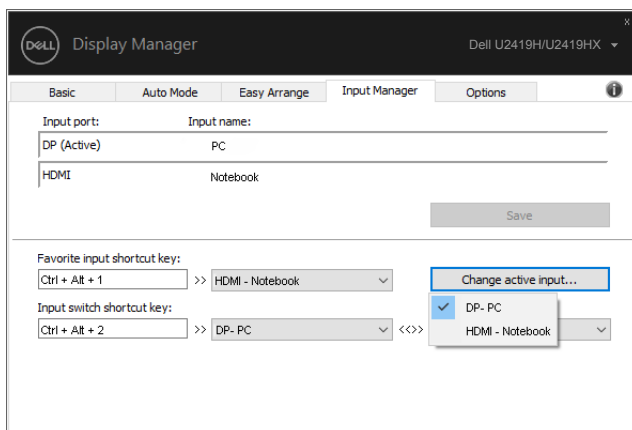 x
DELL Display Manager Dell U2419H/U2419HX
Basic Auto Mode Easy Arrange Input Manager Options i
Input port: Input name:
DP (Active) PC
HDMI Notebook
Save
Favorite input shortcut key:
Ctrl + Alt + 1 >> HDMI - Notebook Change active input...
Input switch shortcut key:
Ctrl + Alt + 2 >> DP- PC <<>>
DP- PC
HDMI - Notebook